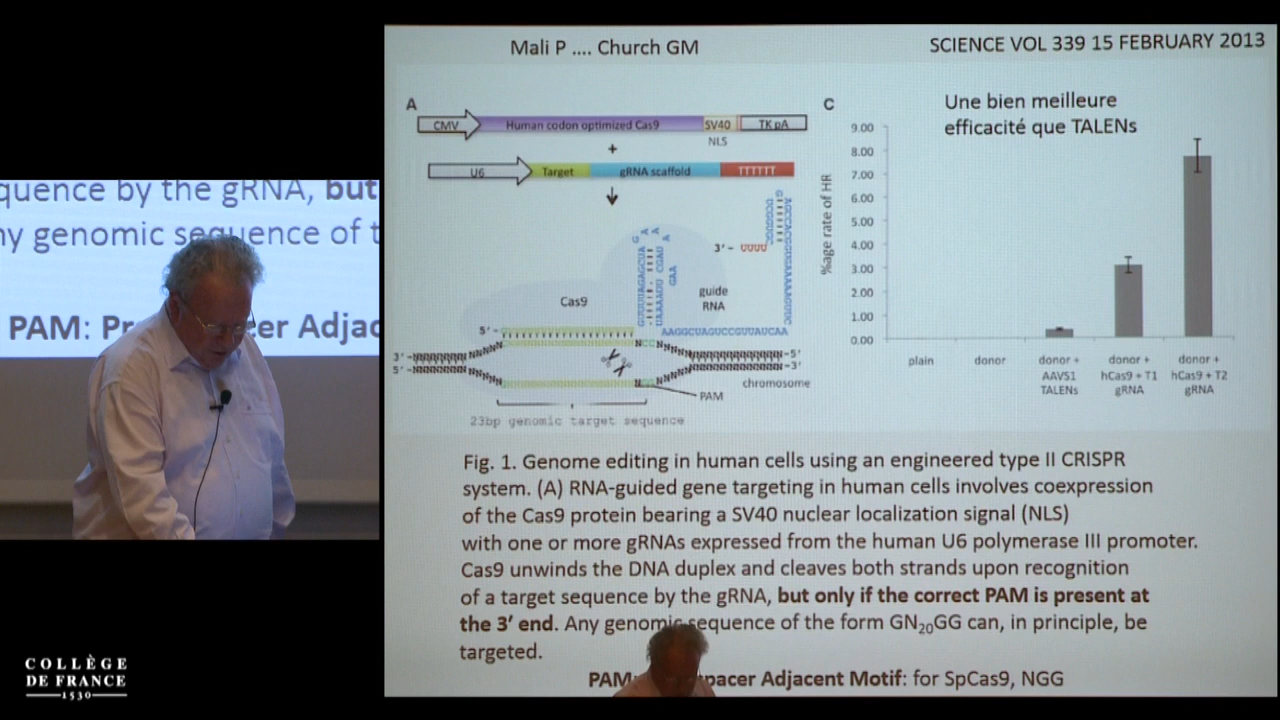 Mali P .... Church GM
SCIENCE VOL 339 15 FEBRUARY 2013
A
CMV
Human codon optimized Cas9
SV40
TK pA
NLS
+
U6
Target
gRNA scaffold
TTTTTT
3'- UUUU
Cas9
guide
RNA
5'-
AAGGCUAGUCCGUUAUCAA
3'-
-5'
5'-
-3'
chromosome
PAM
23bp genomic target sequence
C
Une bien meilleure
efficacité que TALENs
%age rate of HR
9.00
8.00
7.00
6.00
5.00
4.00
3.00
2.00
1.00
0.00
plain
donor
donor +
AAVS1
TALENs
donor +
hCas9 + T1
gRNA
donor +
hCas9 + T2
gRNA
Fig. 1. Genome editing in human cells using an engineered type II CRISPR
system. (A) RNA-guided gene targeting in human cells involves coexpression
of the Cas9 protein bearing a SV40 nuclear localization signal (NLS)
with one or more gRNAs expressed from the human U6 polymerase III promoter.
Cas9 unwinds the DNA duplex and cleaves both strands upon recognition
of a target sequence by the gRNA, but only if the correct PAM is present at
the 3' end. Any genomic sequence of the form GN20GG can, in principle, be
targeted.
PAM: pacer Adjacent Motif: for SpCas9, NGG
quence by the gRNA, but
ny genomic sequence of t
PAM: Pr cer Adjac
COLLÈGE
DE FRANCE
1530